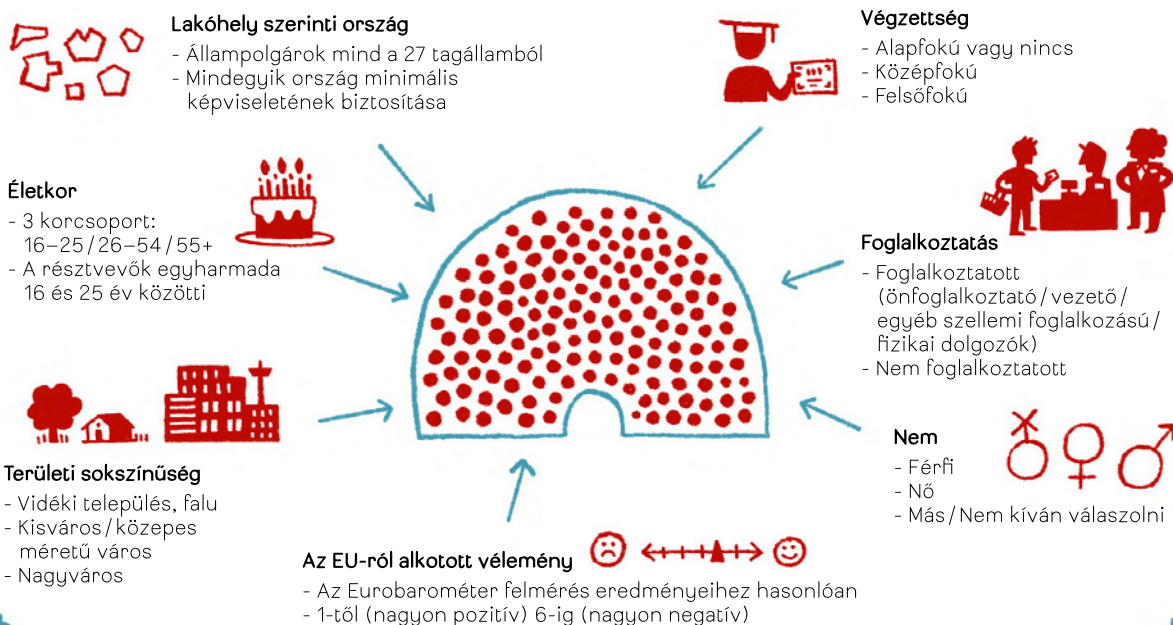 Lakóhely szerinti ország
- Állampolgárok mind a 27 tagállamból
- Mindegyik ország minimális
képviseletének biztosítása
Végzettség
- Alapfokú vagy nincs
- Középfokú
- Felsőfokú
Életkor
- 3 korcsoport:
16–25 / 26–54 / 55+
- A résztvevők egyharmada
16 és 25 év közötti
Foglalkoztatás
- Foglalkoztatott
(önfoglalkoztató / vezető /
egyéb szellemi foglalkozású /
fizikai dolgozók)
- Nem foglalkoztatott
Területi sokszínűség
- Vidéki település, falu
- Kisváros / közepes
méretű város
- Nagyváros
Nem
- Férfi
- Nő
- Más / Nem kíván válaszolni
Az EU-ról alkotott vélemény
- Az Eurobarométer felmérés eredményeihez hasonlóan
- 1-től (nagyon pozitív) 6-ig (nagyon negatív)